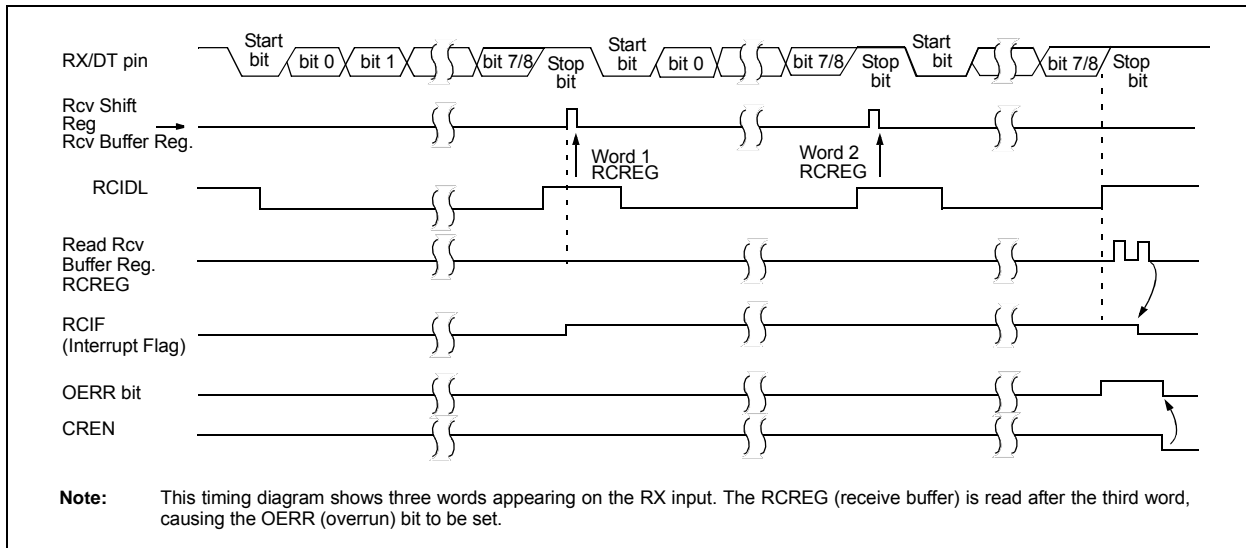 RX/DT pin
Start
bit
bit 0
bit 1
bit 7/8
Stop
bit
Start
bit
bit 0
bit 7/8
Stop
bit
Start
bit
bit 7/8
Stop
bit
Rcv Shift
Reg
Rcv Buffer Reg.
Word 1
RCREG
Word 2
RCREG
RCIDL
Read Rcv
Buffer Reg.
RCREG
RCIF
(Interrupt Flag)
OERR bit
CREN
Note: This timing diagram shows three words appearing on the RX input. The RCREG (receive buffer) is read after the third word,
causing the OERR (overrun) bit to be set.